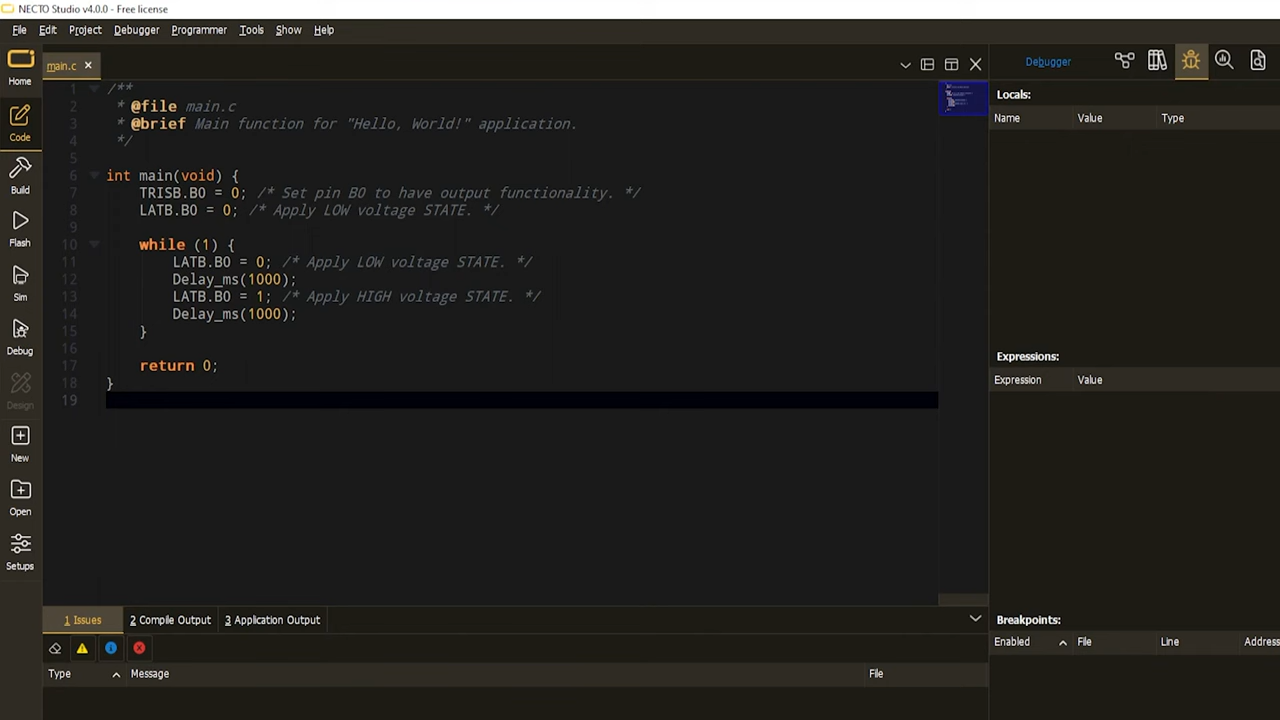 NECTO Studio v4.0.0 - Free license
File Edit Project Debugger Programmer Tools Show Help
Home
Code
Build
Flash
Sim
Debug
Design
New
Open
Setups
main.c
1 /**
2  * @file main.c
3  * @brief Main function for "Hello, World!" application.
4  */
5
6 int main(void) {
7     TRISB.B0 = 0; /* Set pin B0 to have output functionality. */
8     LATB.B0 = 0; /* Apply LOW voltage STATE. */
9
10     while (1) {
11         LATB.B0 = 0; /* Apply LOW voltage STATE. */
12         Delay_ms(1000);
13         LATB.B0 = 1; /* Apply HIGH voltage STATE. */
14         Delay_ms(1000);
15     }
16
17     return 0;
18 }
19
1 Issues 2 Compile Output 3 Application Output
Type Message File
Debugger
Locals:
Name Value Type
Expressions:
Expression Value
Breakpoints:
Enabled File Line Address